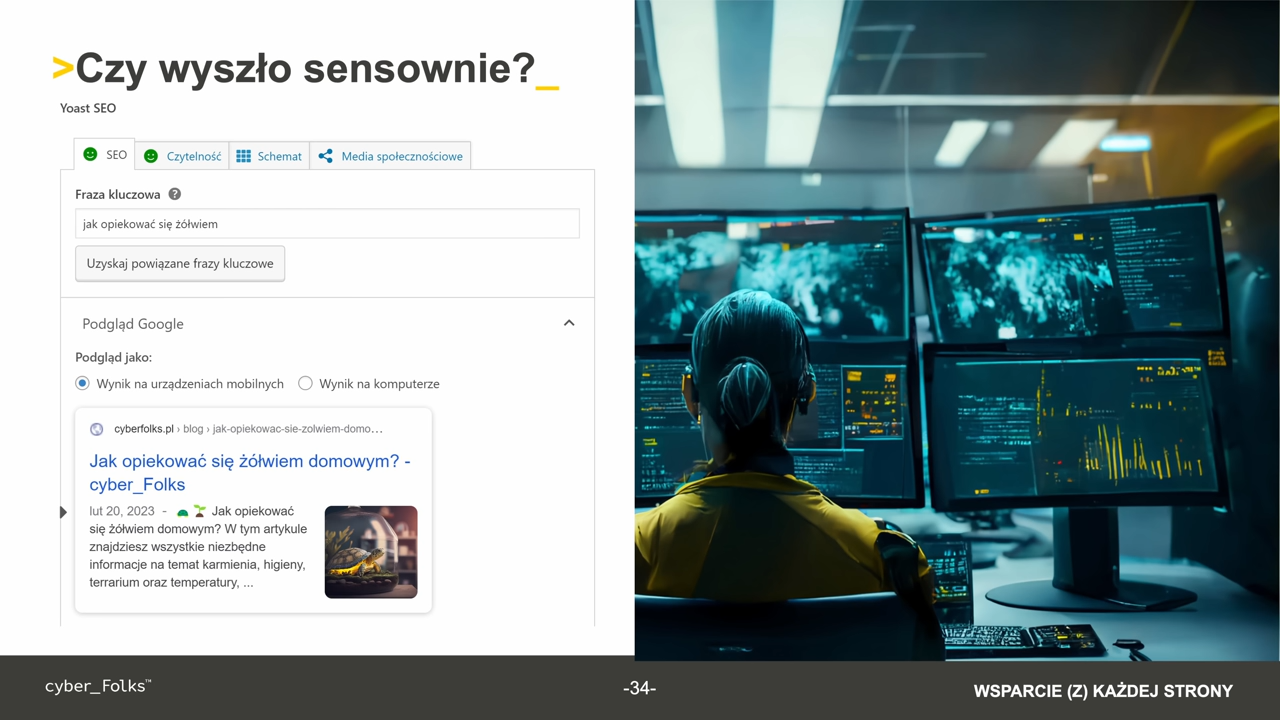 >Czy wyszło sensownie?_
Yoast SEO
SEO
Czytelność
Schemat
Media społecznościowe
Fraza kluczowa ?
jak opiekować się żółwiem
Uzyskaj powiązane frazy kluczowe
Podgląd Google
Podgląd jako:
Wynik na urządzeniach mobilnych
Wynik na komputerze
cyberfolks.pl › blog › jak-opiekowac-sie-zolwiem-domo…
Jak opiekować się żółwiem domowym? -
cyber_Folks
lut 20, 2023 - Jak opiekować
się żółwiem domowym? W tym artykule
znajdziesz wszystkie niezbędne
informacje na temat karmienia, higieny,
terrarium oraz temperatury, ...
cyber_Folks™
-34-
WSPARCIE (Z) KAŻDEJ STRONY